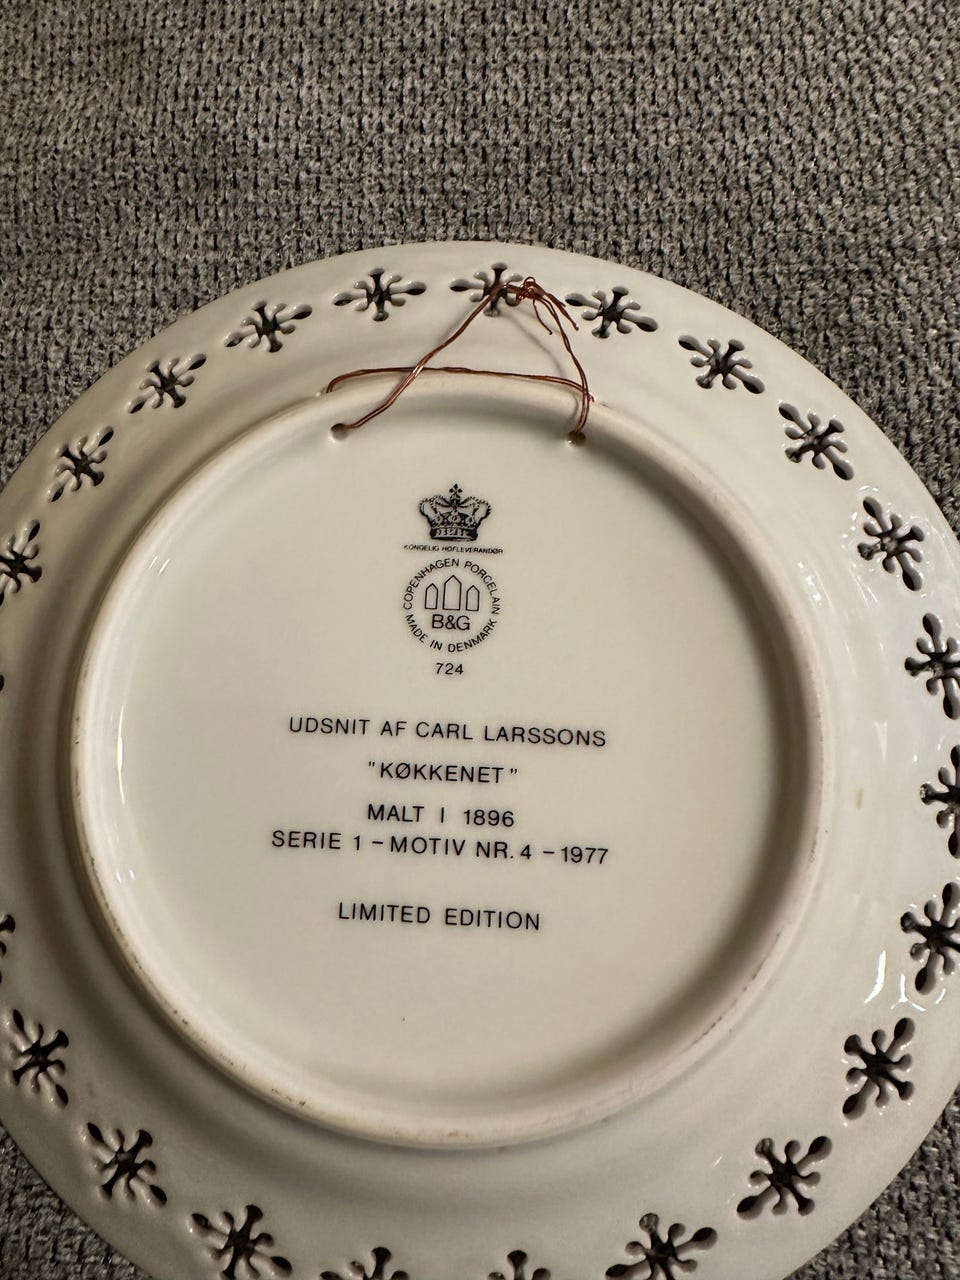 KONGELIG HOFLEVERANDØR
COPENHAGEN PORCELAIN
B&G
MADE IN DENMARK
724
UDSNIT AF CARL LARSSONS
"KØKKENET"
MALT I 1896
SERIE 1 - MOTIV NR. 4 - 1977
LIMITED EDITION